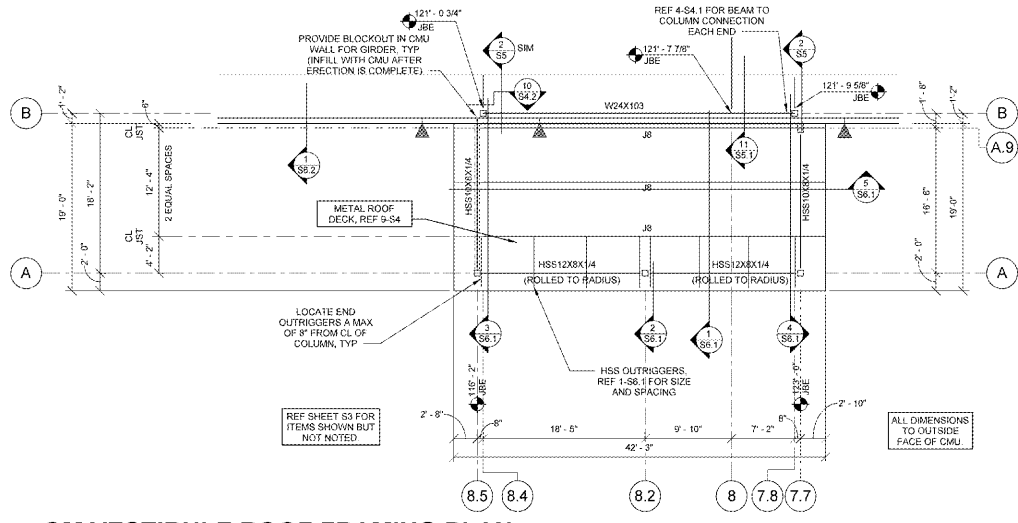 121' - 0 3/4"
JBE
PROVIDE BLOCKOUT IN CMU
WALL FOR GIRDER, TYP
(INFILL WITH CMU AFTER
ERECTION IS COMPLETE)
2
S5
SIM
10
S4.2
REF 4-S4.1 FOR BEAM TO
COLUMN CONNECTION
EACH END
121' - 7 7/8"
JBE
2
S5
121' - 9 5/8"
JBE
W24X103
B
B
A.9
1' - 2"
6"
1' - 8"
1'-2"
CL
JST
J8
1
S6.2
11
S5.1
HSS10X8X1/4
HSS10X8X1/4
19' - 0"
18' - 2"
12' - 4"
2 EQUAL SPACES
J8
5
S6.1
16' - 8"
19'-0"
METAL ROOF
DECK, REF 9-S4
J8
CL
JST
2' - 0"
4' - 2"
2' - 0"
A
A
HSS12X8X1/4
(ROLLED TO RADIUS)
HSS12X8X1/4
(ROLLED TO RADIUS)
LOCATE END
OUTRIGGERS A MAX
OF 8" FROM CL OF
COLUMN, TYP
3
S6.1
2
S6.1
1
S6.1
4
S6.1
HSS OUTRIGGERS,
REF 1-S6.1 FOR SIZE
AND SPACING
116' - 2"
JBE
123' - 0"
JBE
REF SHEET S3 FOR
ITEMS SHOWN BUT
NOT NOTED.
2' - 8"
8"
18' - 5"
9' - 10"
7' - 2"
8"
2' - 10"
ALL DIMENSIONS
TO OUTSIDE
FACE OF CMU.
42' - 3"
8.5
8.4
8.2
8
7.8
7.7